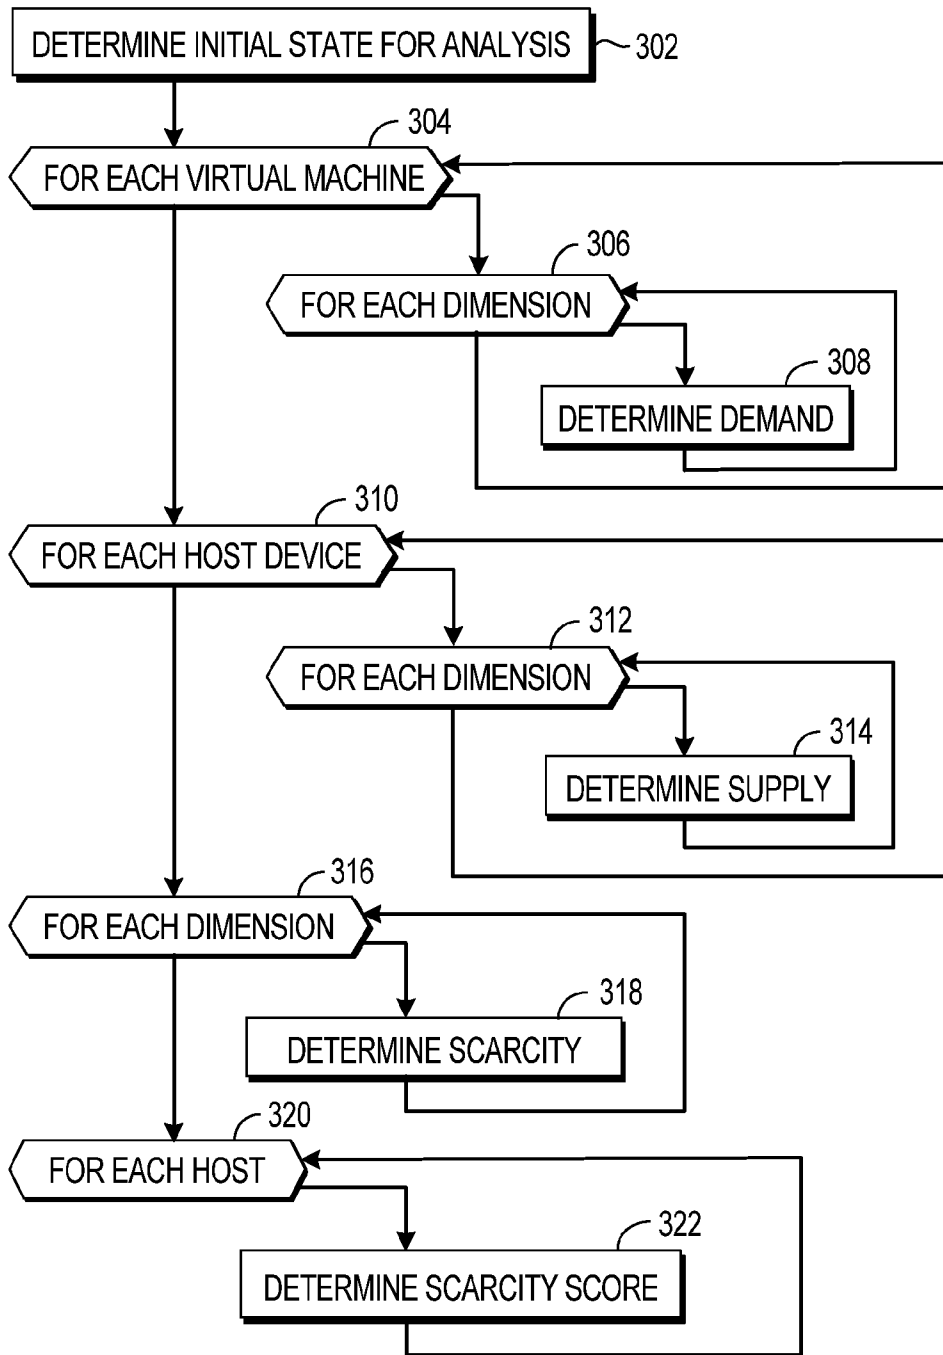 DETERMINE INITIAL STATE FOR ANALYSIS
302
304
FOR EACH VIRTUAL MACHINE
306
FOR EACH DIMENSION
308
DETERMINE DEMAND
310
FOR EACH HOST DEVICE
312
FOR EACH DIMENSION
314
DETERMINE SUPPLY
316
FOR EACH DIMENSION
318
DETERMINE SCARCITY
320
FOR EACH HOST
322
DETERMINE SCARCITY SCORE